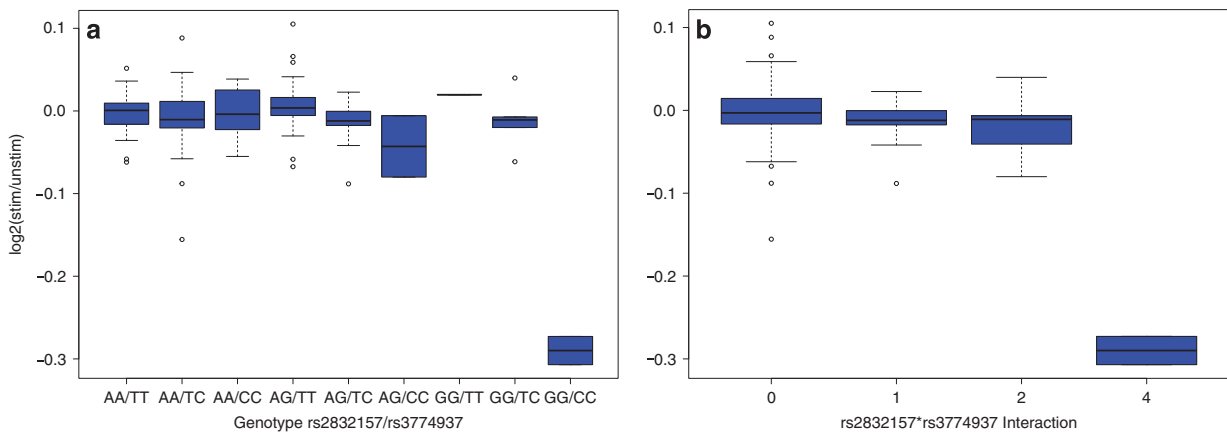 a
0.1
0.0
−0.1
−0.2
−0.3
log2(stim/unstim)
AA/TT AA/TC AA/CC AG/TT AG/TC AG/CC GG/TT GG/TC GG/CC
Genotype rs2832157/rs3774937
b
0.1
0.0
−0.1
−0.2
−0.3
0 1 2 4
rs2832157*rs3774937 Interaction